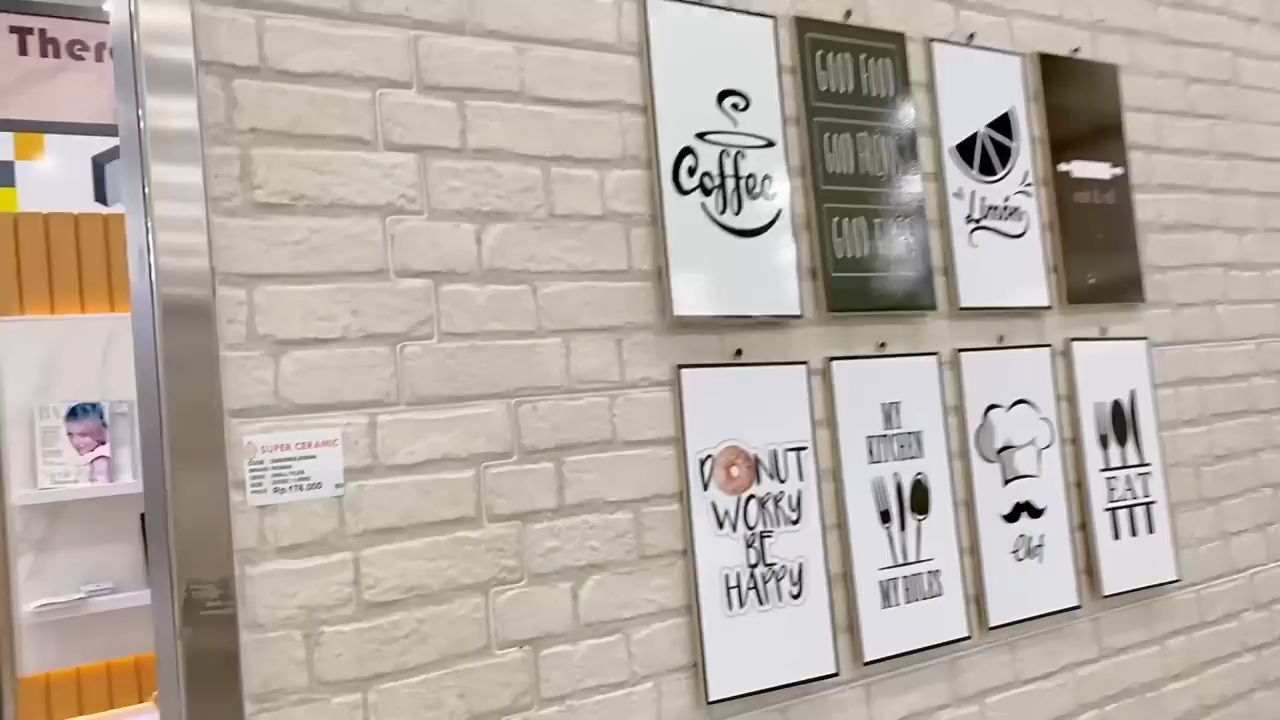 Ther
Coffee
GOOD FOOD
GOOD FRIENDS
GOOD TIMES
Limón
SUPER CERAMIC
Rp 176.000
DONUT
WORRY
BE
HAPPY
MY
KITCHEN
MY RULES
Chef
EAT